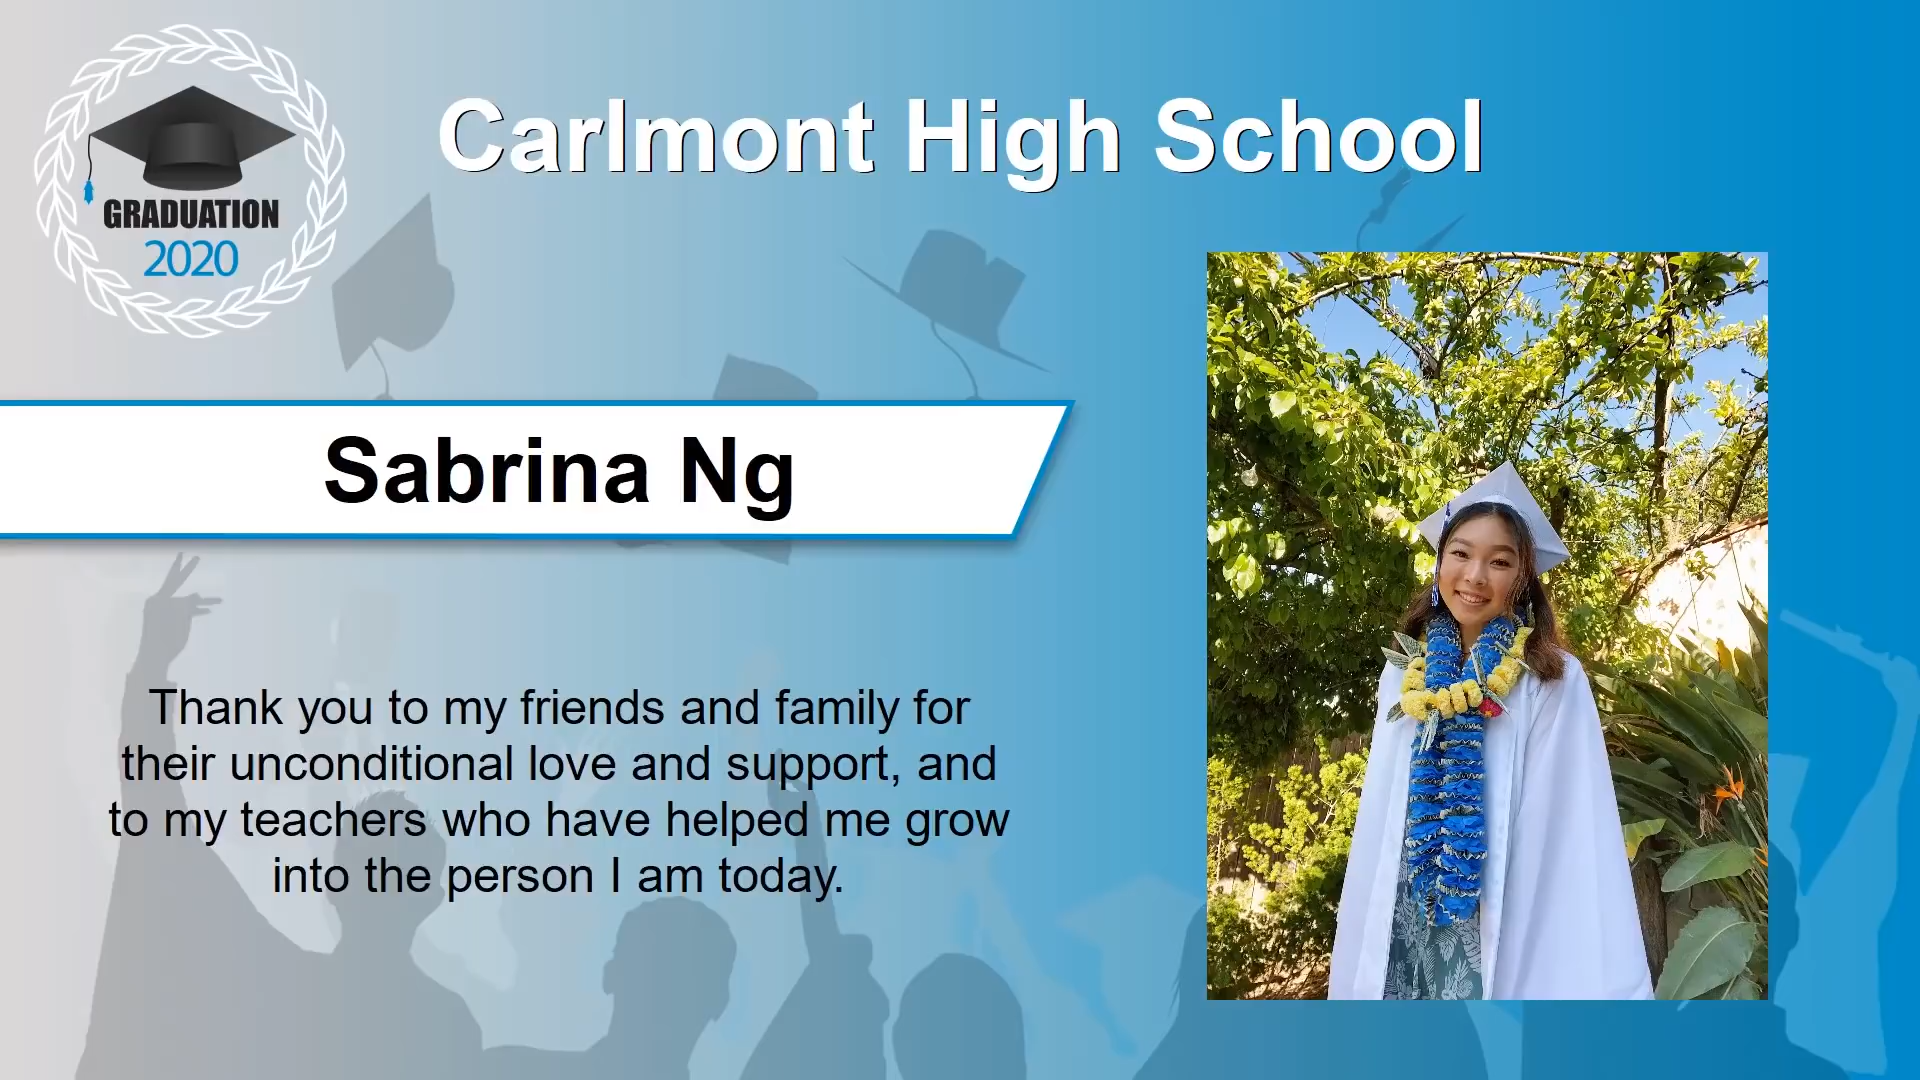 Carlmont High School
GRADUATION
2020
Sabrina Ng
Thank you to my friends and family for
their unconditional love and support, and
to my teachers who have helped me grow
into the person I am today.